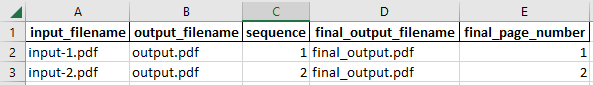 A B C D E
1 input_filename output_filename sequence final_output_filename final_page_number
2 input-1.pdf output.pdf 1 final_output.pdf 1
3 input-2.pdf output.pdf 2 final_output.pdf 2